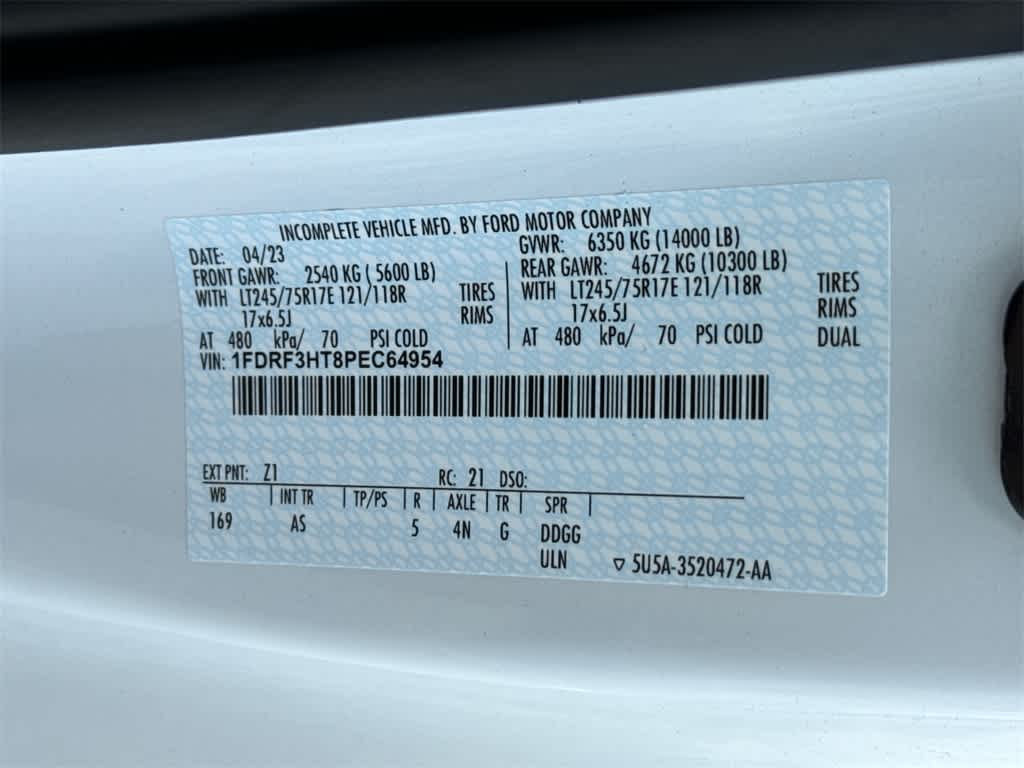 INCOMPLETE VEHICLE MFD. BY FORD MOTOR COMPANY
DATE: 04/23 GVWR: 6350 KG (14000 LB)
FRONT GAWR: 2540 KG ( 5600 LB) REAR GAWR: 4672 KG (10300 LB)
WITH LT245/75R17E 121/118R TIRES WITH LT245/75R17E 121/118R TIRES
17x6.5J RIMS 17x6.5J RIMS
AT 480 kPa/ 70 PSI COLD AT 480 kPa/ 70 PSI COLD DUAL
VIN: 1FDRF3HT8PEC64954
EXT PNT: Z1 RC: 21 DSO:
WB INT TR TP/PS R AXLE TR SPR
169 AS 5 4N G DDGG
ULN ▽ 5U5A-3520472-AA